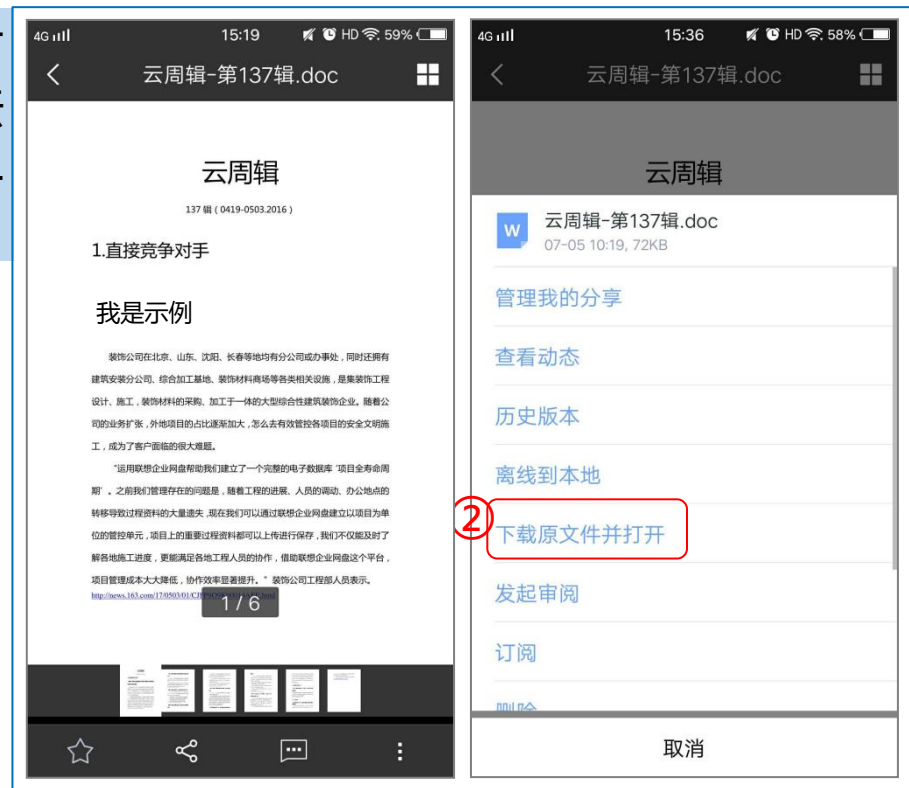 4G 15:19 HD 59%
云周辑-第137辑.doc
云周辑
137 辑 ( 0419-0503.2016 )
1.直接竞争对手
我是示例
装饰公司在北京、山东、沈阳、长春等地均有分公司或办事处，同时还拥有
建筑安装分公司、综合加工基地、装饰材料商场等各类相关设施，是集装饰工程
设计、施工，装饰材料的采购、加工于一体的大型综合性建筑装饰企业。随着公
司的业务扩张，外地项目的占比逐渐加大，怎么去有效管控各项目的安全文明施
工，成为了客户面临的很大难题。
“运用联想企业网盘帮助我们建立了一个完整的电子数据库‘项目全寿命周
期’。之前我们管理存在的问题是，随着工程的进展、人员的调动、办公地点的
转移导致过程资料的大量遗失，现在我们可以通过联想企业网盘建立以项目为单
位的管控单元，项目上的重要过程资料都可以上传进行保存，我们不仅能及时了
解各地施工进度，更能满足各地工程人员的协作，借助联想企业网盘这个平台，
项目管理成本大大降低，协作效率显著提升。”装饰公司工程部人员表示。
http://news.163.com/17/0503/01/
1 / 6
4G 15:36 HD 58%
云周辑-第137辑.doc
云周辑
W 云周辑-第137辑.doc
07-05 10:19, 72KB
管理我的分享
查看动态
历史版本
离线到本地
② 下载原文件并打开
发起审阅
订阅
删除
取消